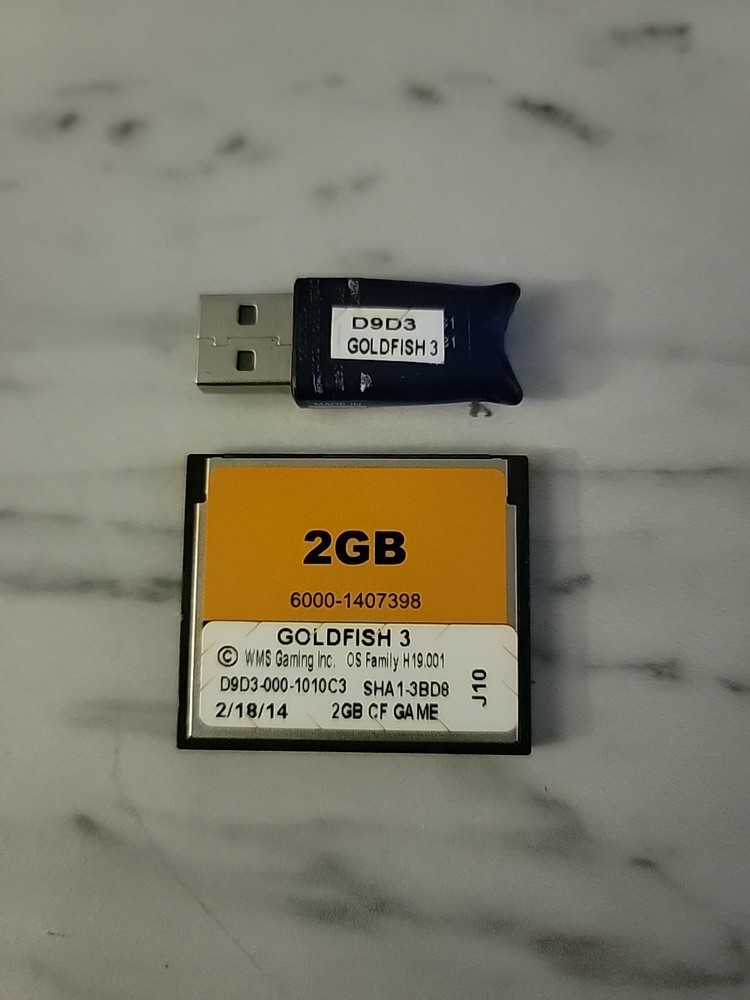 D9D3
GOLDFISH 3
2GB
6000-1407398
GOLDFISH 3
© WMS Gaming Inc. OS Family H19.001
D9D3-000-1010C3 SHA1-3BD8
2/18/14 2GB CF GAME
J10